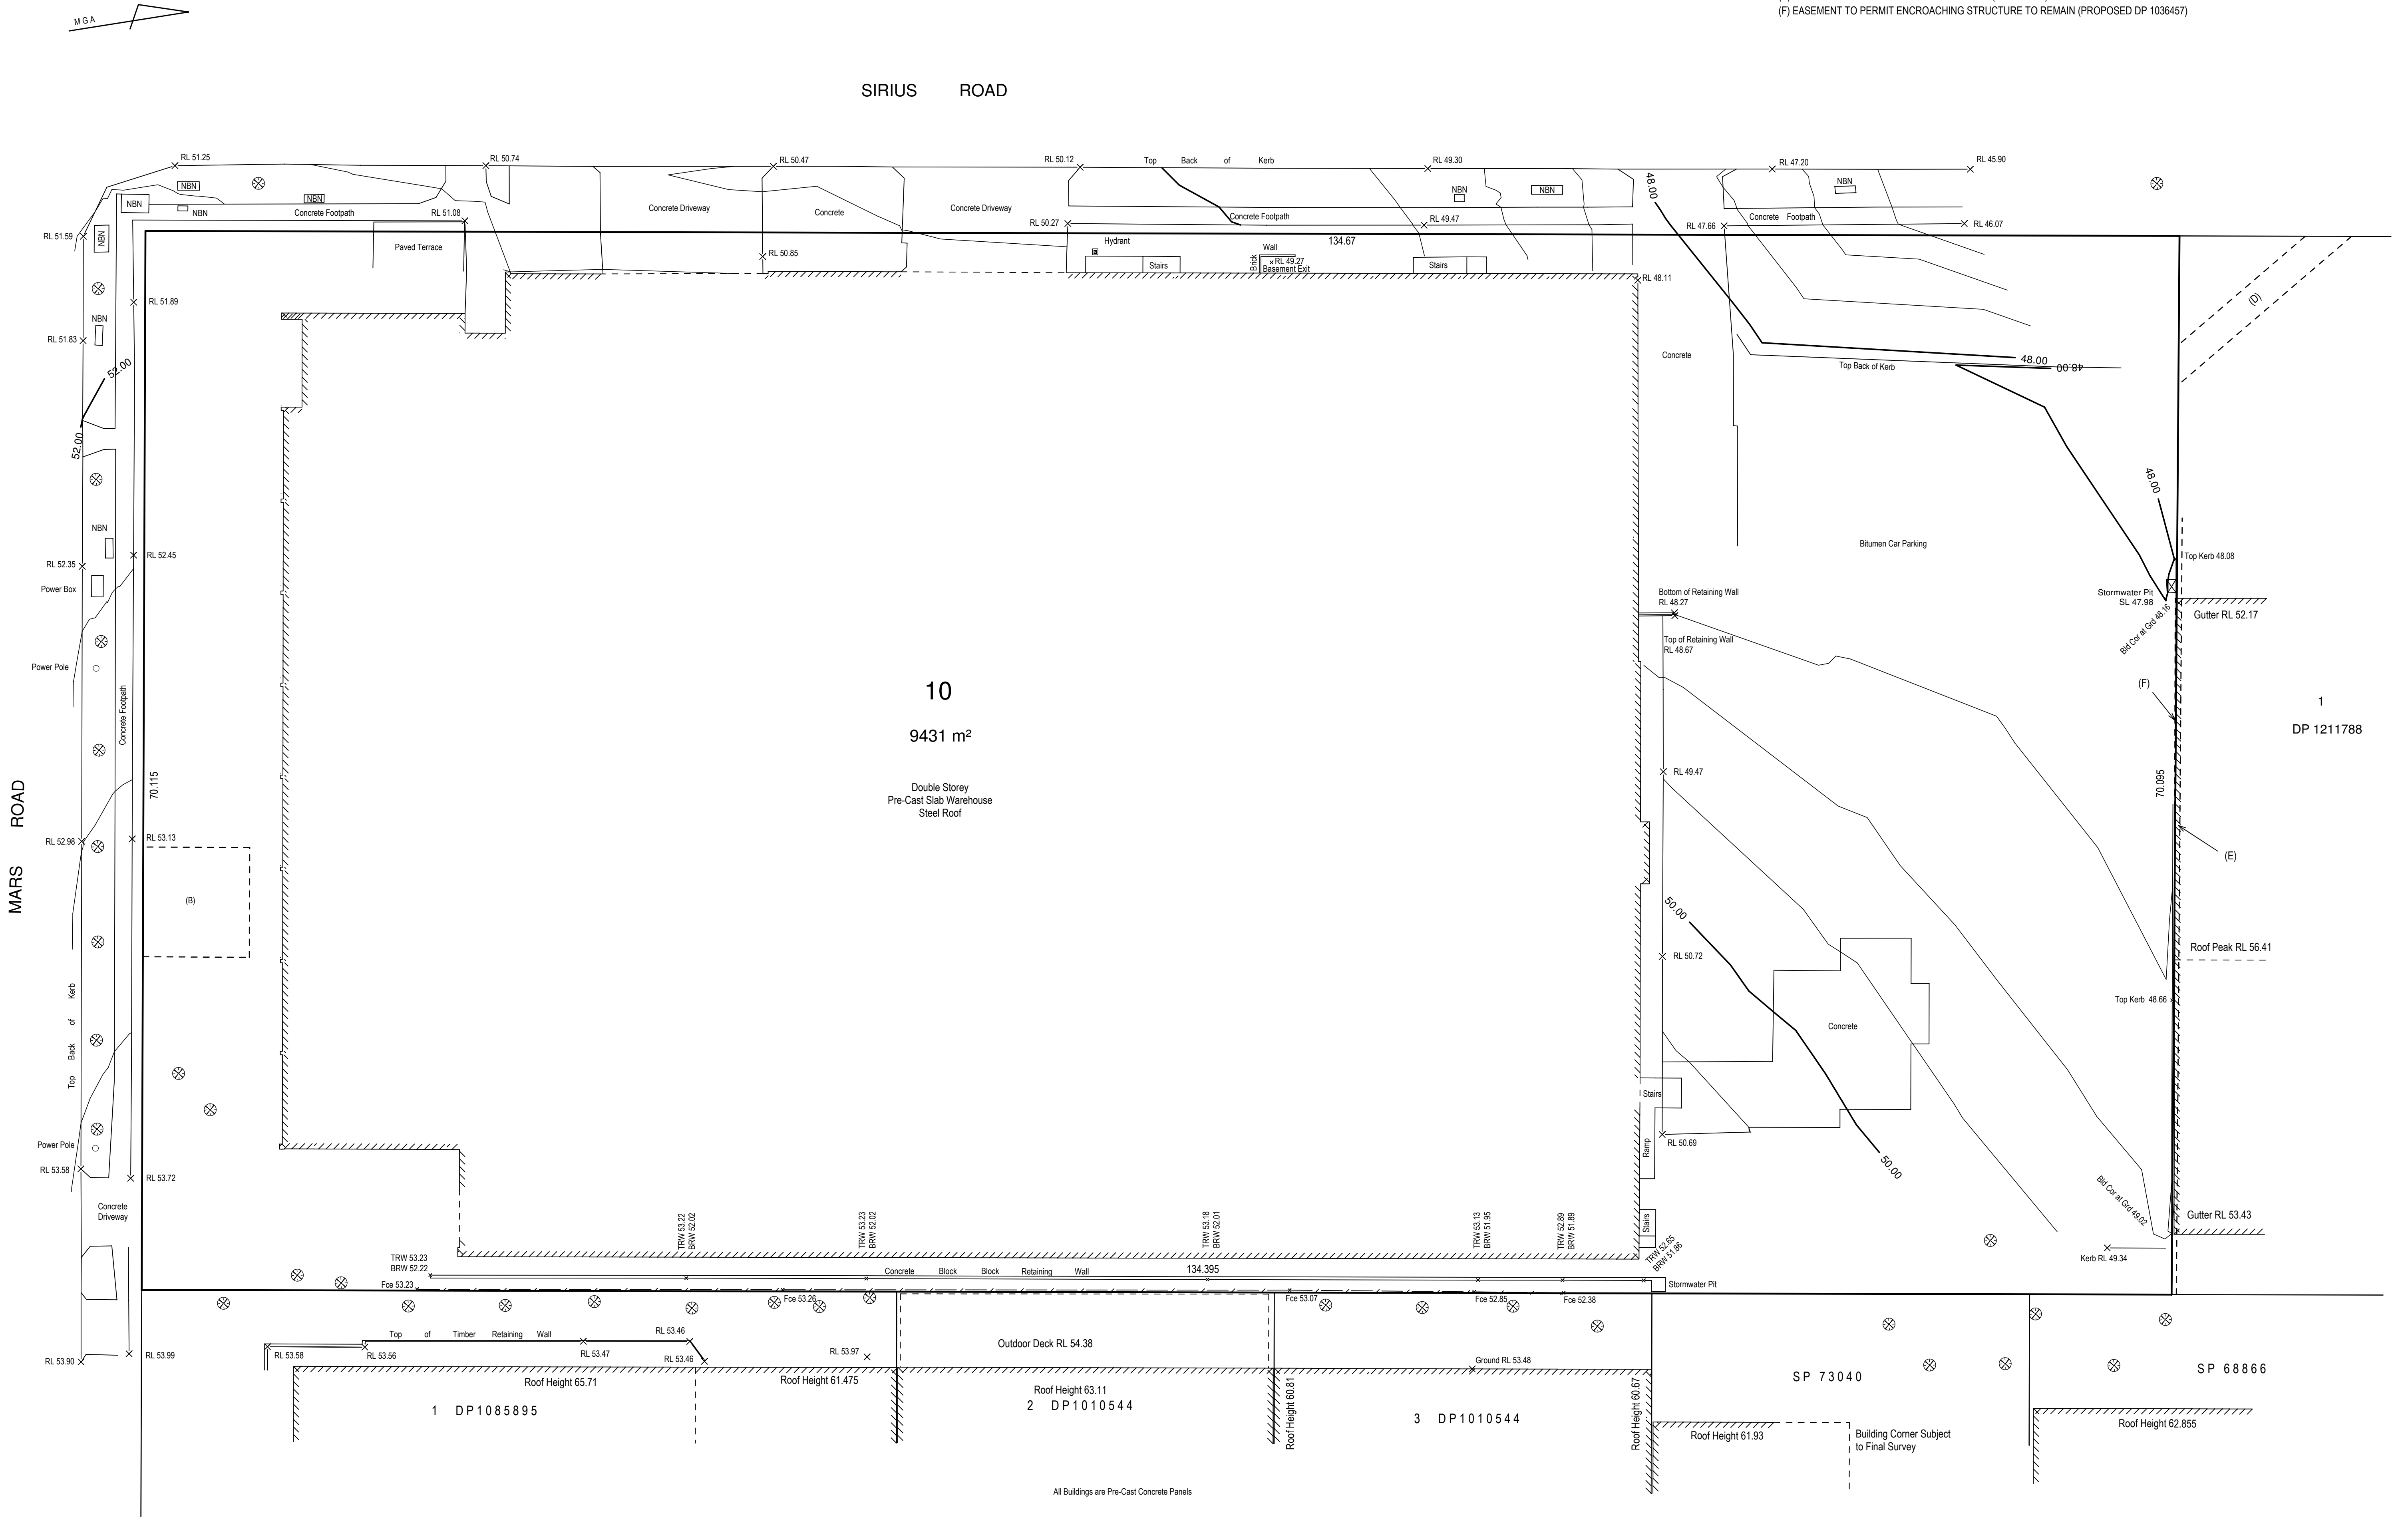 M G A
(F) EASEMENT TO PERMIT ENCROACHING STRUCTURE TO REMAIN (PROPOSED DP 1036457)
SIRIUS ROAD
RL 51.25
RL 50.74
RL 50.47
RL 50.12
Top Back of Kerb
RL 49.30
RL 47.20
RL 45.90
NBN
NBN
NBN
NBN
NBN
NBN
NBN
NBN
Concrete Footpath
RL 51.08
Concrete Driveway
Concrete
Concrete Driveway
RL 50.27
Concrete Footpath
RL 49.47
48.00
RL 47.66
Concrete Footpath
RL 46.07
RL 51.59
NBN
Paved Terrace
RL 50.85
Hydrant
Stairs
Brick
Wall
RL 49.27
Basement Exit
134.67
Stairs
RL 48.11
(D)
RL 51.89
NBN
RL 51.83
52.00
52.00
Concrete
48.00
48.00
Top Back of Kerb
48.00
NBN
RL 52.45
RL 52.35
Power Box
Bitumen Car Parking
Top Kerb 48.08
Stormwater Pit
SL 47.98
Bld Cor at Grd 48.16
Gutter RL 52.17
Bottom of Retaining Wall
RL 48.27
Top of Retaining Wall
RL 48.67
Power Pole
Concrete Footpath
10
9431 m²
Double Storey
Pre-Cast Slab Warehouse
Steel Roof
(F)
1
DP 1211788
MARS ROAD
70.115
RL 49.47
70.095
RL 52.98
RL 53.13
(E)
(B)
50.00
RL 50.72
Roof Peak RL 56.41
Top Back of Kerb
Top Kerb 48.66
Concrete
Stairs
Ramp
RL 50.69
Power Pole
RL 53.58
RL 53.72
50.00
Bld Cor at Grd 49.02
Gutter RL 53.43
Concrete
Driveway
TRW 53.22
BRW 52.02
TRW 53.23
BRW 52.02
TRW 53.18
BRW 52.01
TRW 53.13
BRW 51.95
TRW 52.89
BRW 51.89
Stairs
TRW 52.65
BRW 51.86
Kerb RL 49.34
TRW 53.23
BRW 52.22
Concrete Block Block Retaining Wall
134.395
Stormwater Pit
Fce 53.23
Fce 53.26
Fce 53.07
Fce 52.85
Fce 52.38
Top of Timber Retaining Wall
RL 53.46
RL 53.90
RL 53.99
RL 53.58
RL 53.56
RL 53.47
RL 53.46
RL 53.97
Outdoor Deck RL 54.38
Ground RL 53.48
Roof Height 65.71
Roof Height 61.475
Roof Height 63.11
Roof Height 60.81
Roof Height 60.67
1 DP1085895
2 DP1010544
3 DP1010544
SP 73040
SP 68866
Roof Height 61.93
Building Corner Subject
to Final Survey
Roof Height 62.855
All Buildings are Pre-Cast Concrete Panels